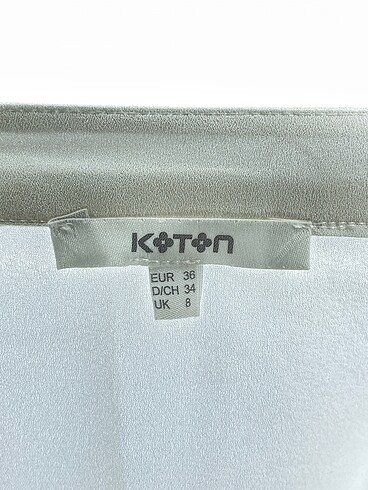 KOTON
EUR 36
D/CH 34
UK 8